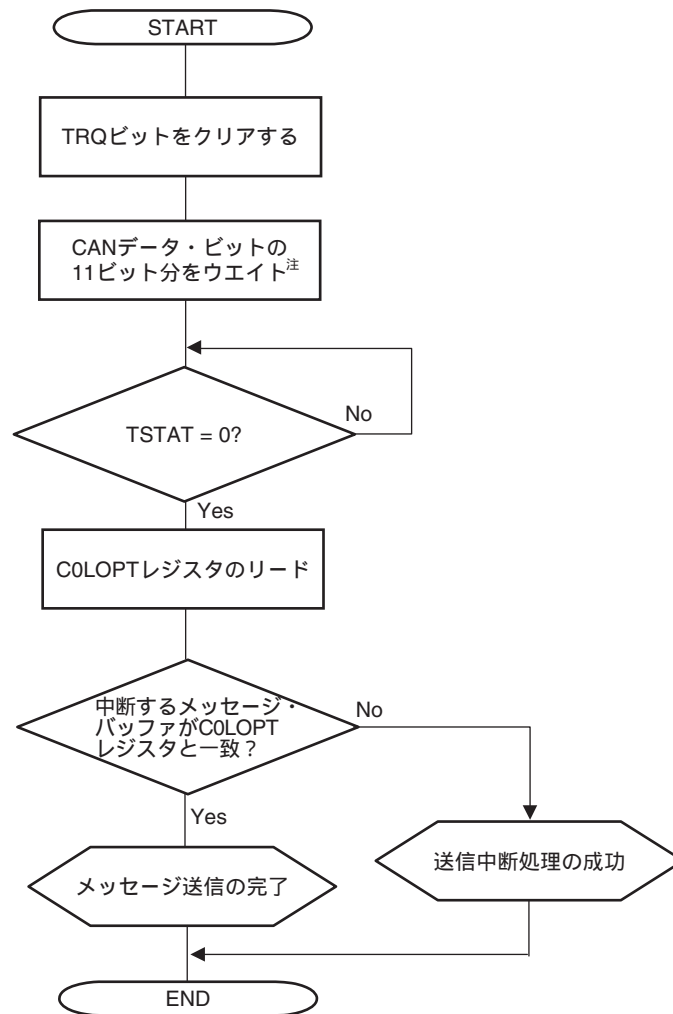 START
TRQビットをクリアする
CANデータ・ビットの
11ビット分をウエイト注
TSTAT = 0?
No
Yes
C0LOPTレジスタのリード
中断するメッセージ・
バッファがC0LOPT
レジスタと一致？
No
Yes
メッセージ送信の完了
送信中断処理の成功
END